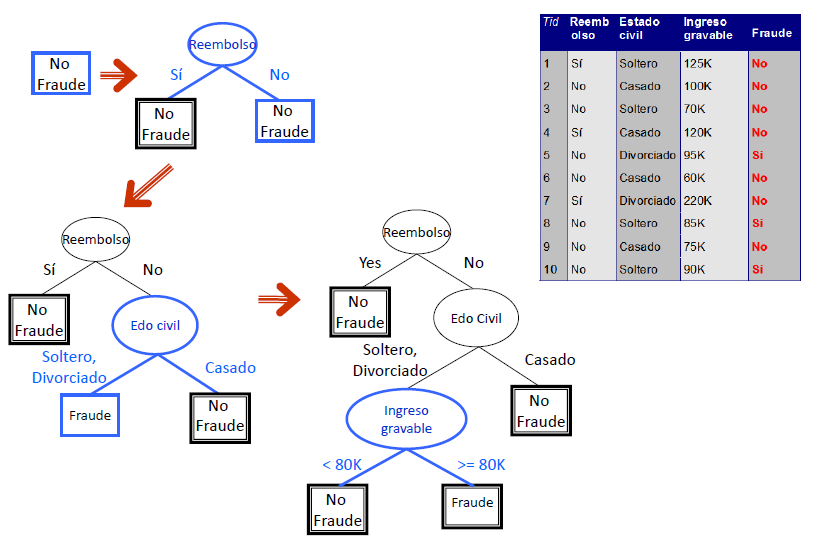 No
Fraude
Reembolso
Sí
No
No
Fraude
No
Fraude
Tid Reemb
olso Estado
civil Ingreso
gravable Fraude
1 Sí Soltero 125K No
2 No Casado 100K No
3 No Soltero 70K No
4 Sí Casado 120K No
5 No Divorciado 95K Si
6 No Casado 60K No
7 Sí Divorciado 220K No
8 No Soltero 85K Si
9 No Casado 75K No
10 No Soltero 90K Si
Reembolso
Sí
No
No
Fraude
Edo civil
Soltero,
Divorciado
Casado
Fraude
No
Fraude
Reembolso
Yes
No
No
Fraude
Edo Civil
Soltero,
Divorciado
Casado
Ingreso
gravable
No
Fraude
< 80K
>= 80K
No
Fraude
Fraude